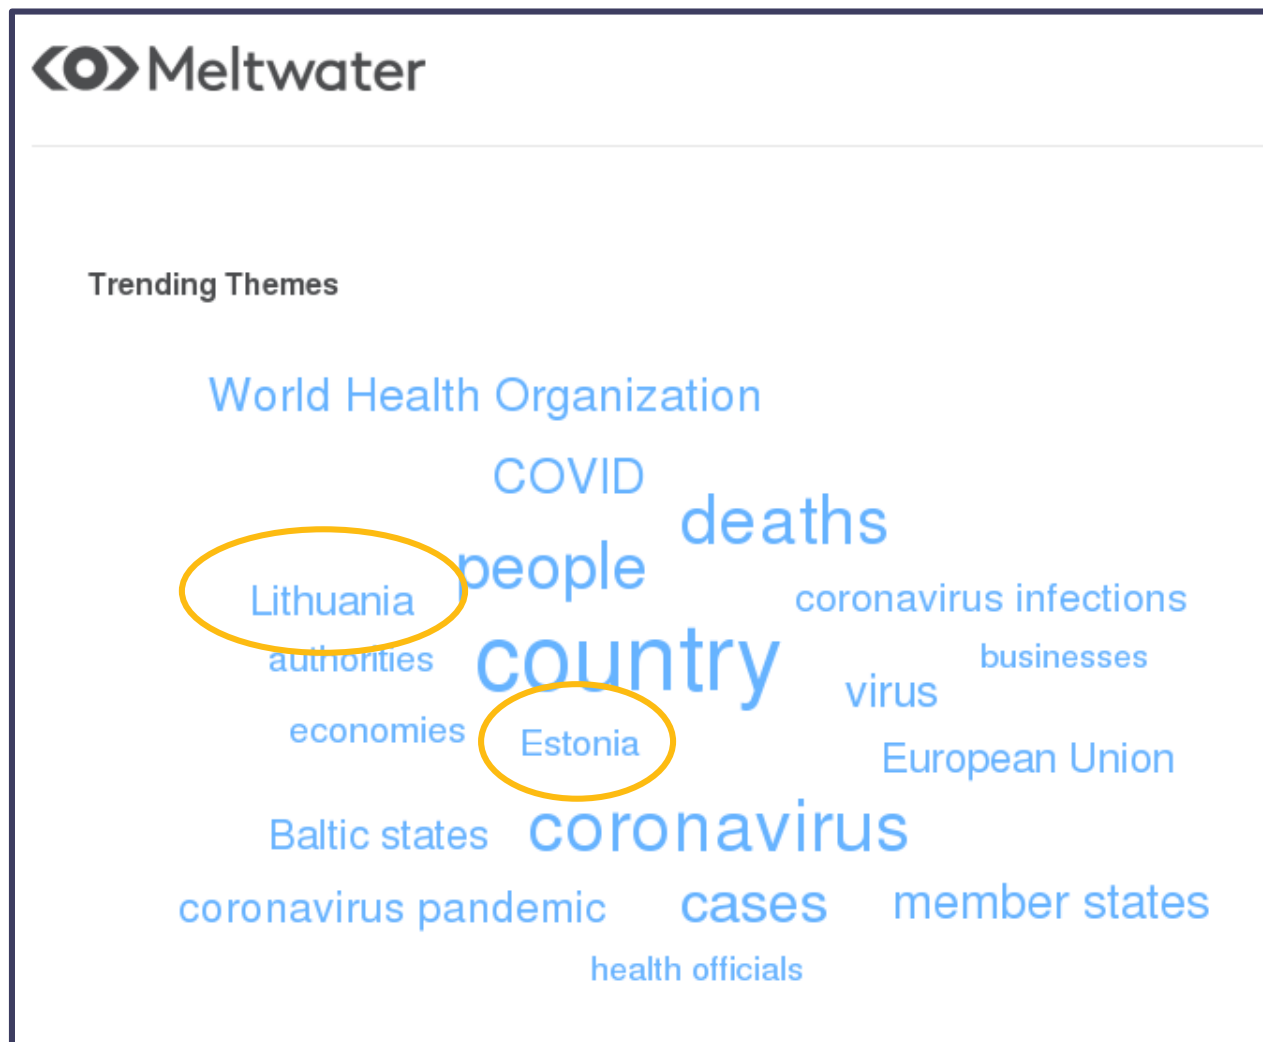 Meltwater
Trending Themes
World Health Organization
COVID
deaths
people
Lithuania
coronavirus infections
country
authorities
businesses
virus
economies
Estonia
European Union
coronavirus
Baltic states
coronavirus pandemic
cases
member states
health officials